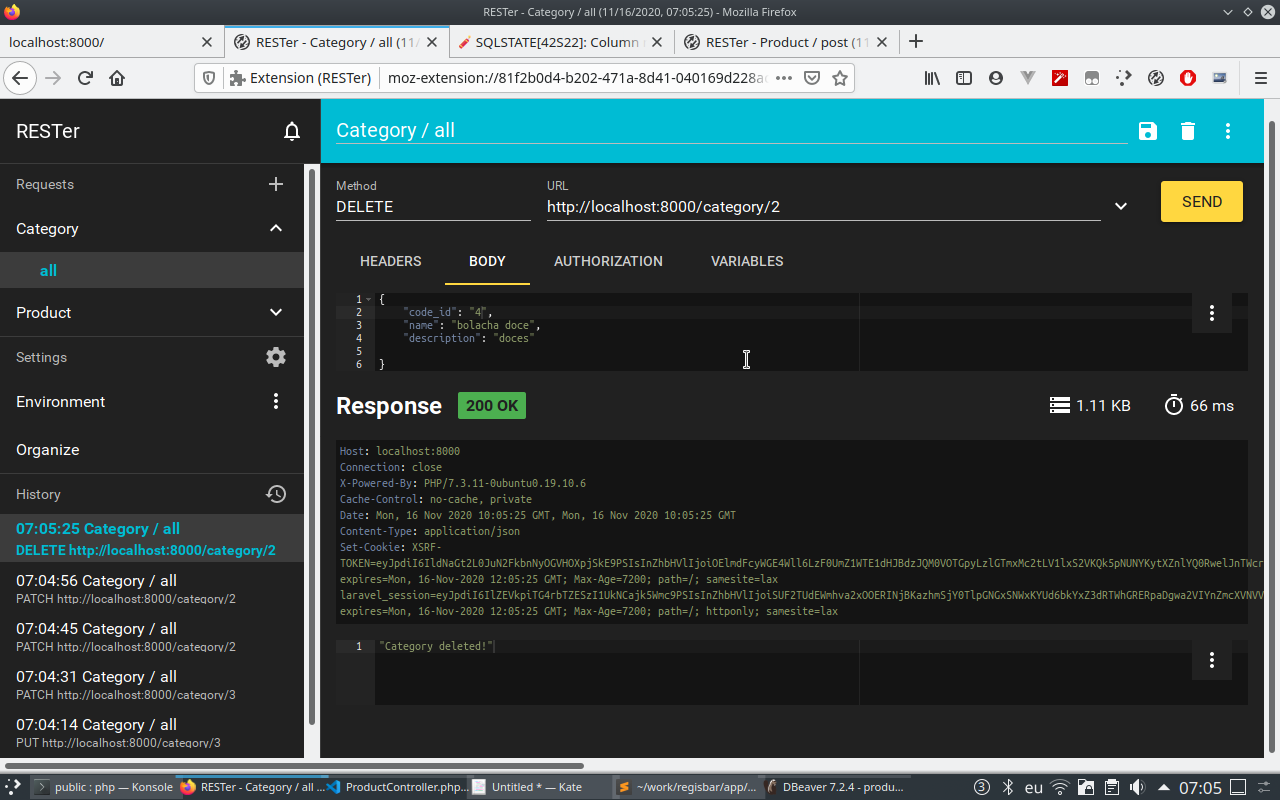 RESTer - Category / all (11/16/2020, 07:05:25) - Mozilla Firefox
localhost:8000/
RESTer - Category / all (11/
SQLSTATE[42S22]: Column
RESTer - Product / post (11
Extension (RESTer)
moz-extension://81f2b0d4-b202-471a-8d41-040169d228a
RESTer
Category / all
Requests
Category
all
Product
Settings
Environment
Organize
History
07:05:25 Category / all
DELETE http://localhost:8000/category/2
07:04:56 Category / all
PATCH http://localhost:8000/category/2
07:04:45 Category / all
PATCH http://localhost:8000/category/2
07:04:31 Category / all
PATCH http://localhost:8000/category/3
07:04:14 Category / all
PUT http://localhost:8000/category/3
Method
DELETE
URL
http://localhost:8000/category/2
SEND
HEADERS
BODY
AUTHORIZATION
VARIABLES
1 {
2 "code_id": "4",
3 "name": "bolacha doce",
4 "description": "doces"
5
6 }
Response
200 OK
1.11 KB
66 ms
Host: localhost:8000
Connection: close
X-Powered-By: PHP/7.3.11-0ubuntu0.19.10.6
Cache-Control: no-cache, private
Date: Mon, 16 Nov 2020 10:05:25 GMT, Mon, 16 Nov 2020 10:05:25 GMT
Content-Type: application/json
Set-Cookie: XSRF-
expires=Mon, 16-Nov-2020 12:05:25 GMT; Max-Age=7200; path=/; samesite=lax
expires=Mon, 16-Nov-2020 12:05:25 GMT; Max-Age=7200; path=/; httponly; samesite=lax
1 "Category deleted!"
public : php — Konsole
RESTer - Category / all ...
ProductController.php...
Untitled * — Kate
~/work/regisbar/app/...
DBeaver 7.2.4 - produ...
3
eu
07:05